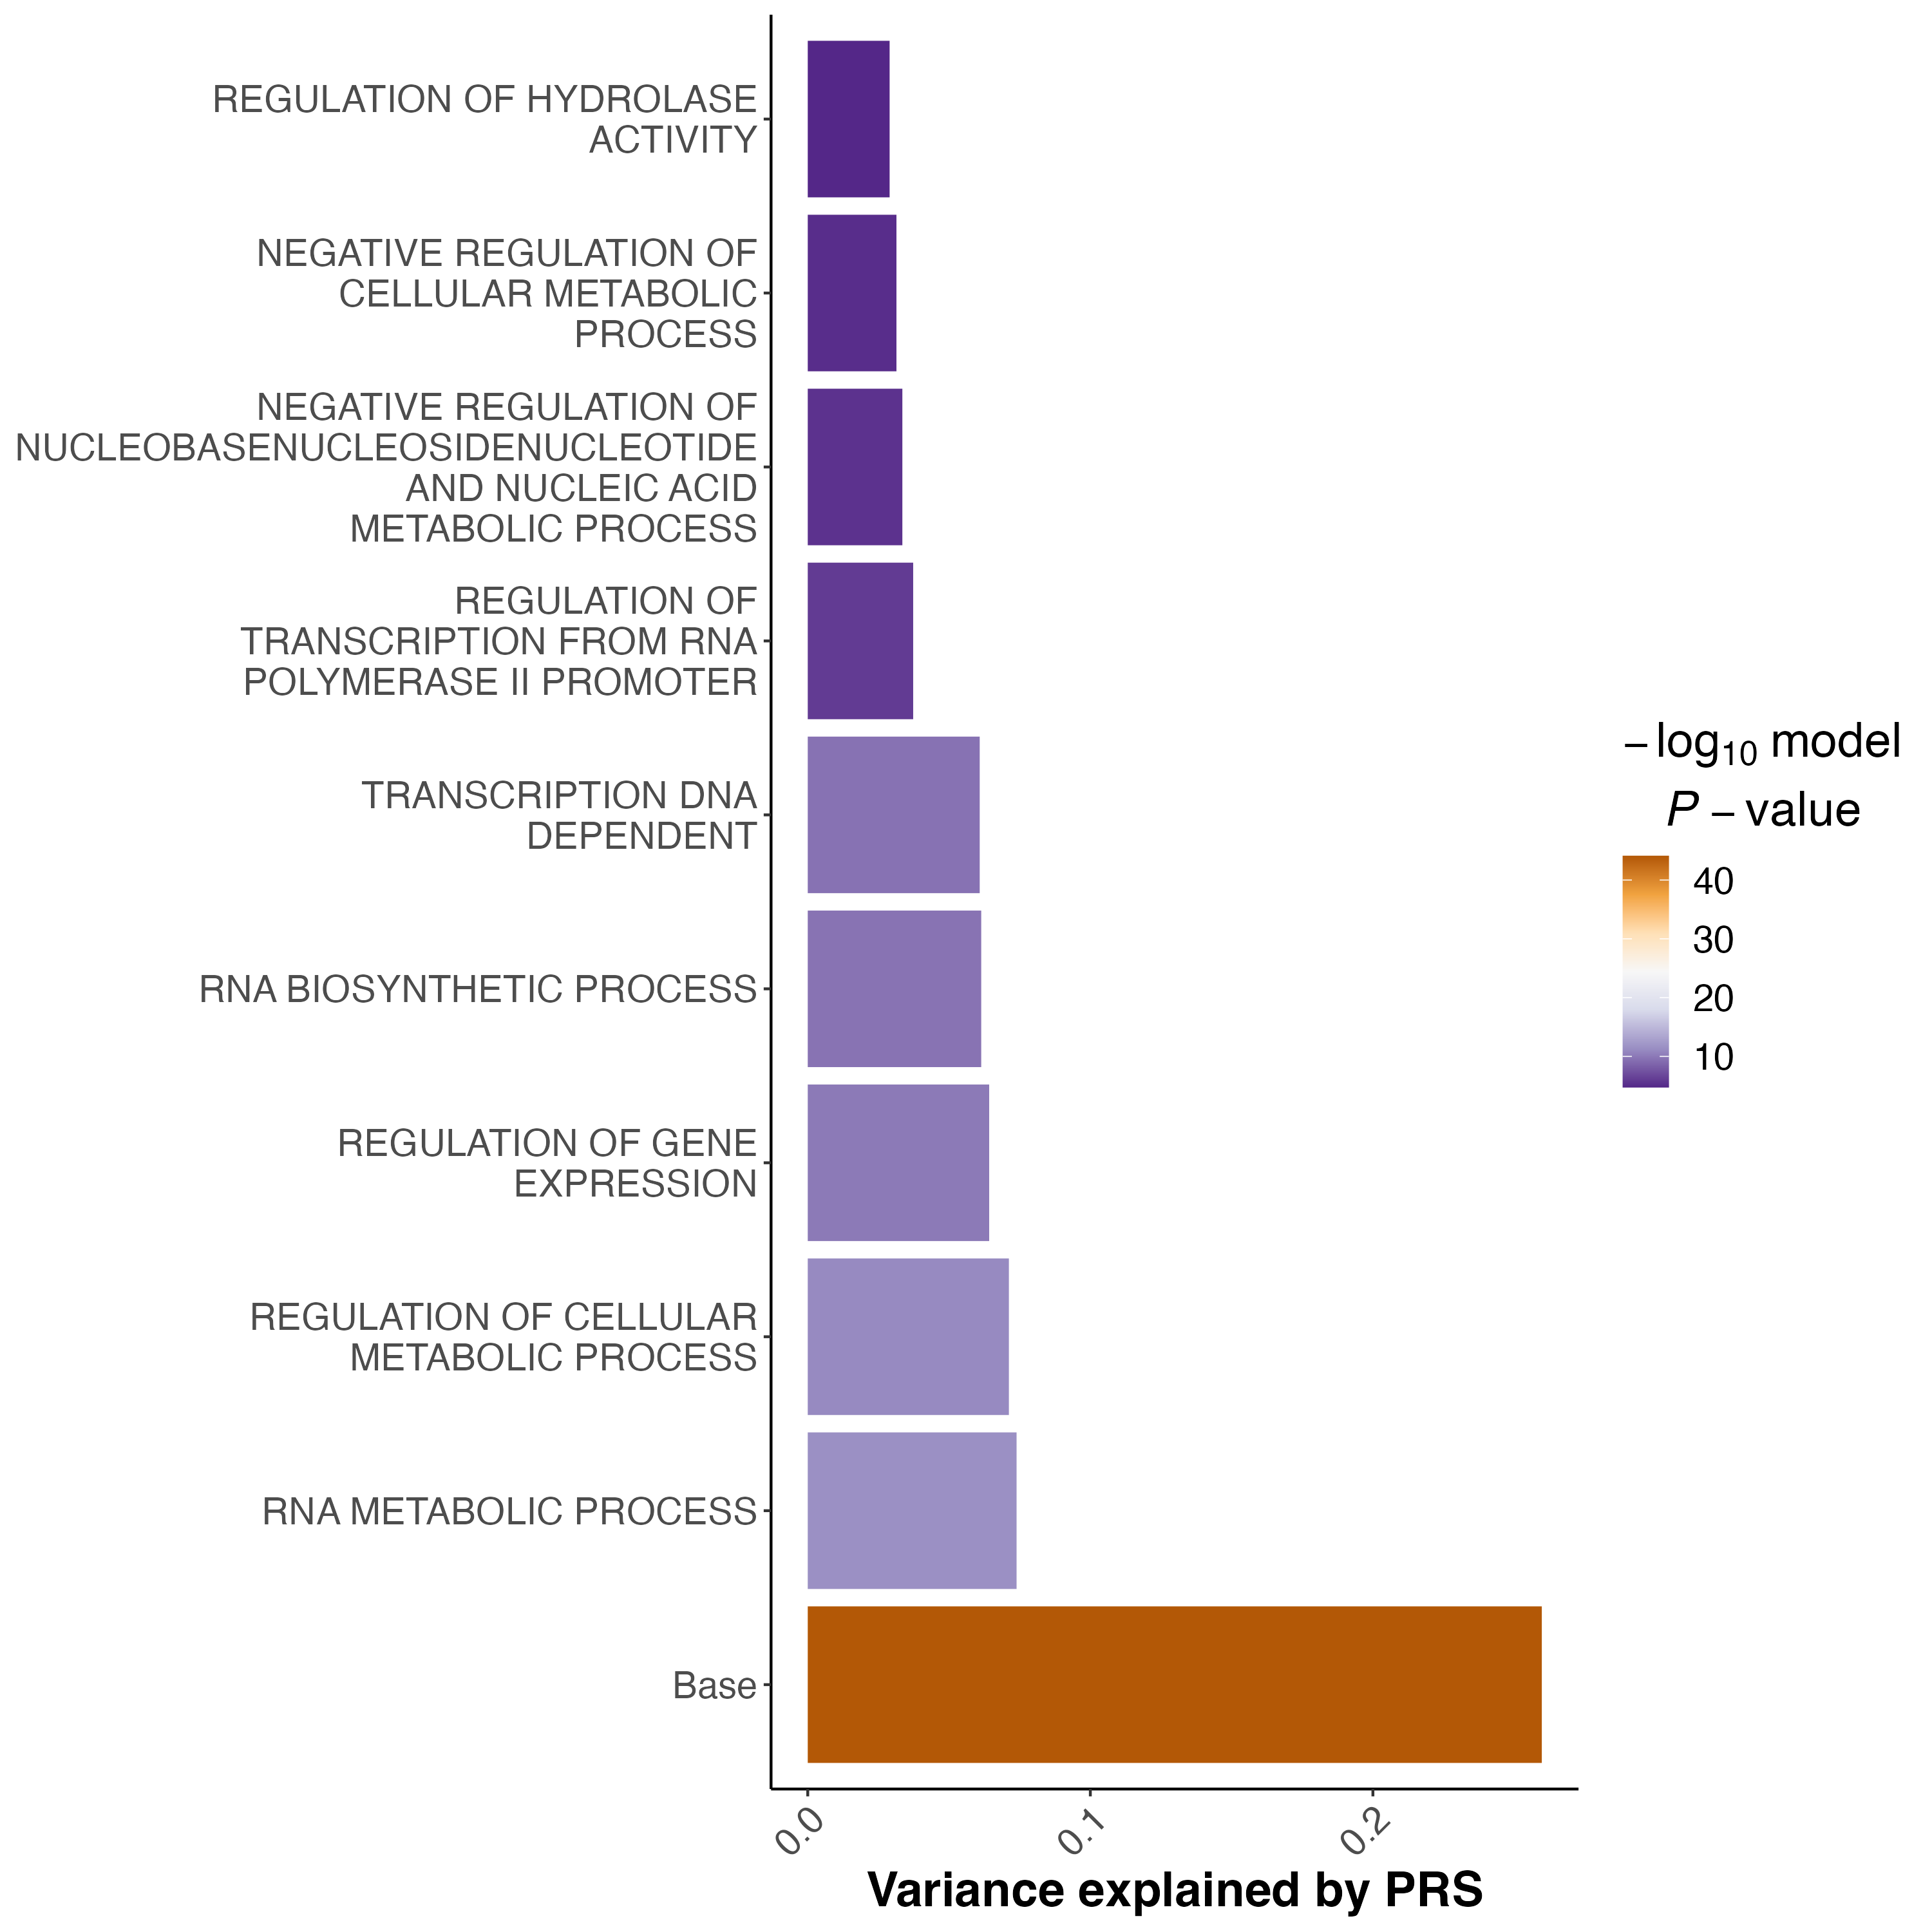 REGULATION OF HYDROLASE
ACTIVITY
NEGATIVE REGULATION OF
CELLULAR METABOLIC
PROCESS
NEGATIVE REGULATION OF
NUCLEOBASENUCLEOSIDENUCLEOTIDE
AND NUCLEIC ACID
METABOLIC PROCESS
REGULATION OF
TRANSCRIPTION FROM RNA
POLYMERASE II PROMOTER
TRANSCRIPTION DNA
DEPENDENT
RNA BIOSYNTHETIC PROCESS
REGULATION OF GENE
EXPRESSION
REGULATION OF CELLULAR
METABOLIC PROCESS
RNA METABOLIC PROCESS
Base
0.0
0.1
0.2
Variance explained by PRS
− log₁₀ model
P − value
40
30
20
10